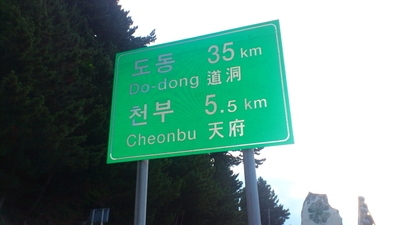 도동 35 km
Do-dong 道洞
천부 5.5 km
Cheonbu 天府